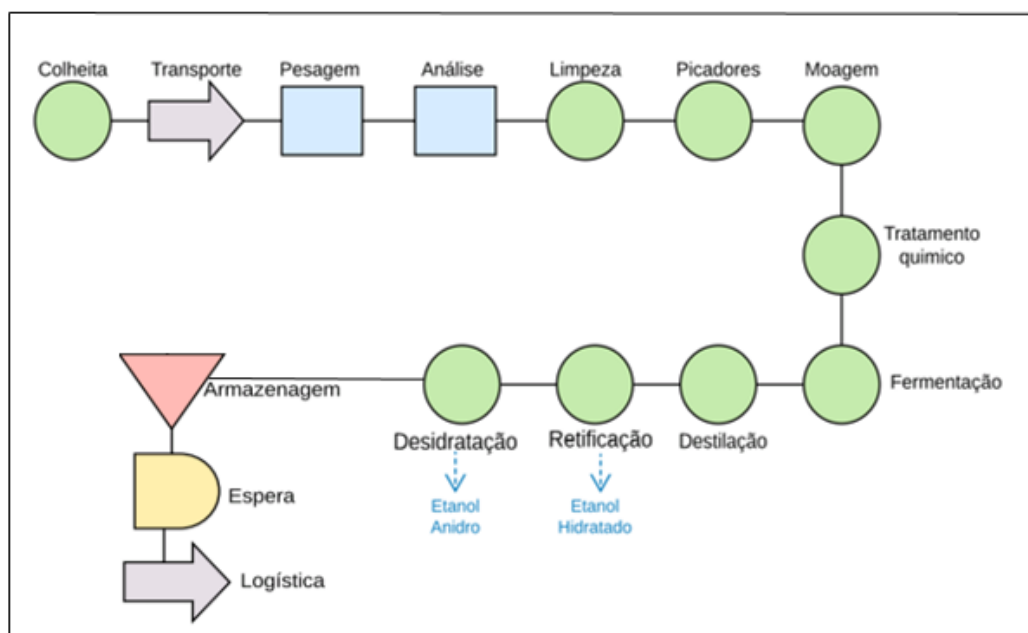 Colheita
Transporte
Pesagem
Análise
Limpeza
Picadores
Moagem
Tratamento
quimico
Fermentação
Destilação
Retificação
Desidratação
Etanol
Hidratado
Etanol
Anidro
Armazenagem
Espera
Logística